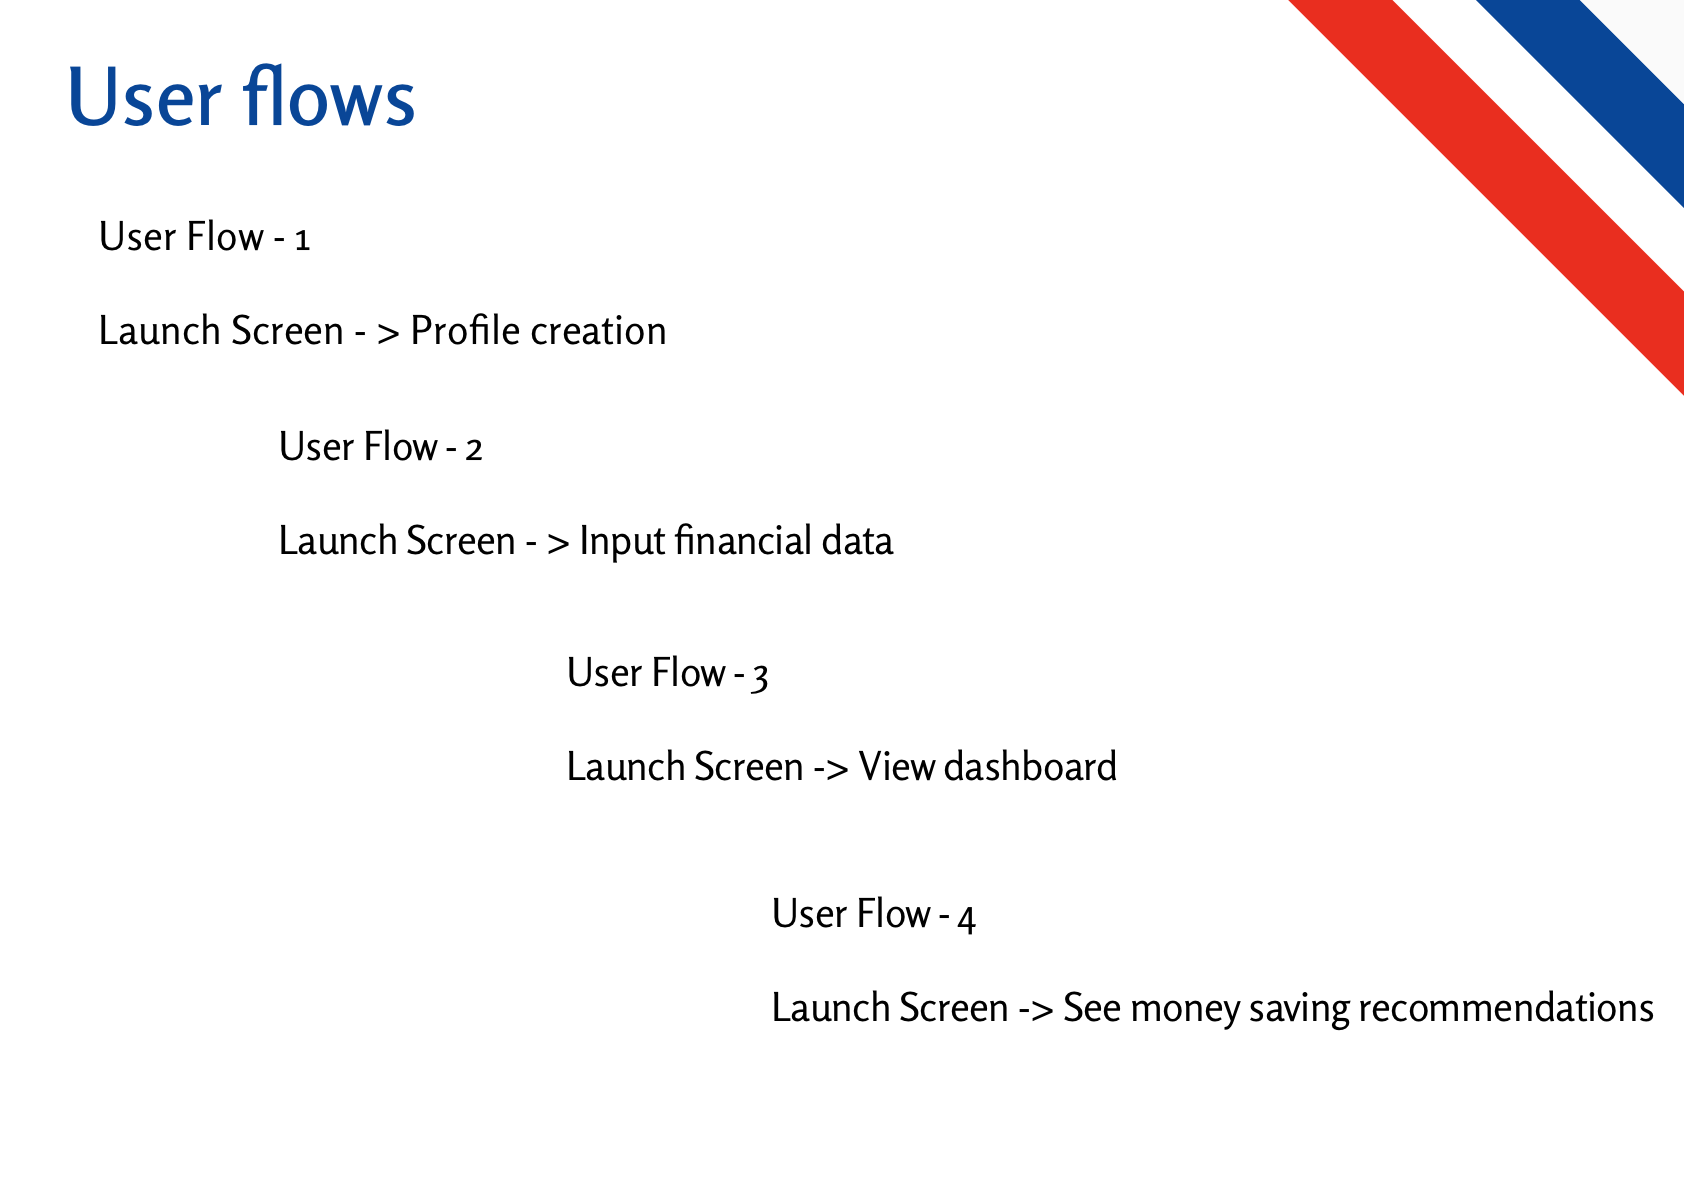 User flows
User Flow - 1
Launch Screen - > Profile creation
User Flow - 2
Launch Screen - > Input financial data
User Flow - 3
Launch Screen -> View dashboard
User Flow - 4
Launch Screen -> See money saving recommendations